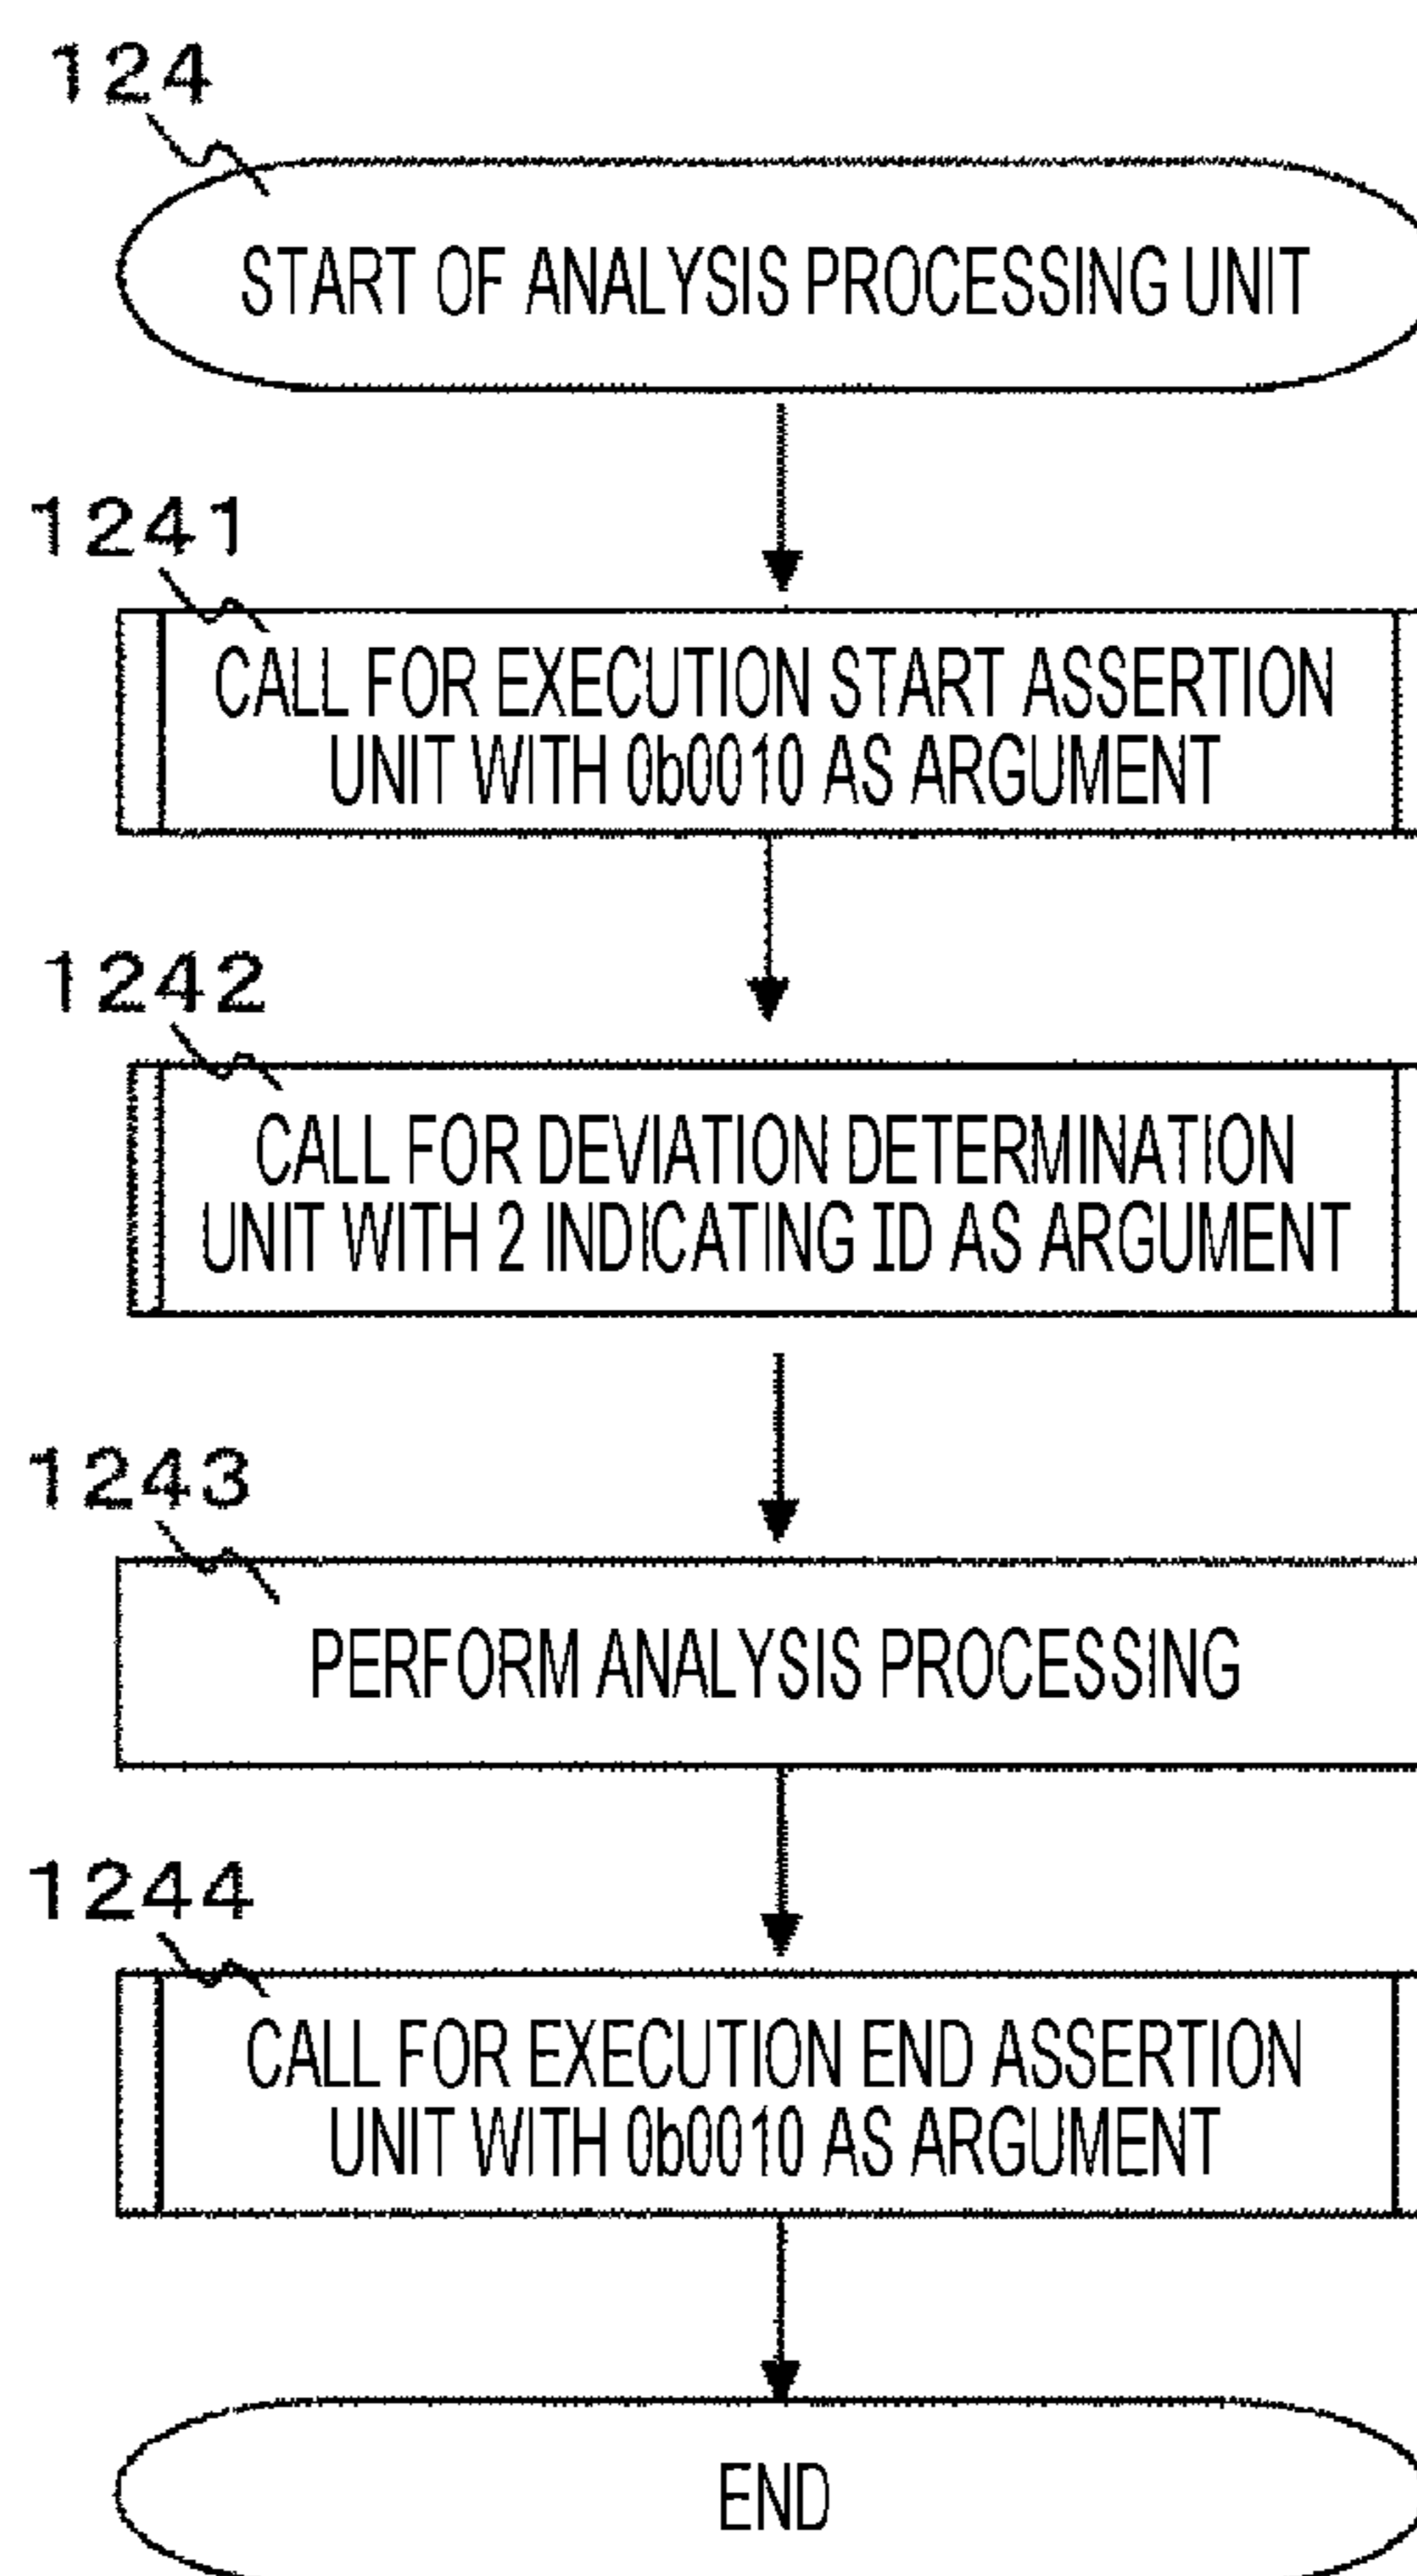 124
START OF ANALYSIS PROCESSING UNIT
1241
CALL FOR EXECUTION START ASSERTION
UNIT WITH 0b0010 AS ARGUMENT
1242
CALL FOR DEVIATION DETERMINATION
UNIT WITH 2 INDICATING ID AS ARGUMENT
1243
PERFORM ANALYSIS PROCESSING
1244
CALL FOR EXECUTION END ASSERTION
UNIT WITH 0b0010 AS ARGUMENT
END